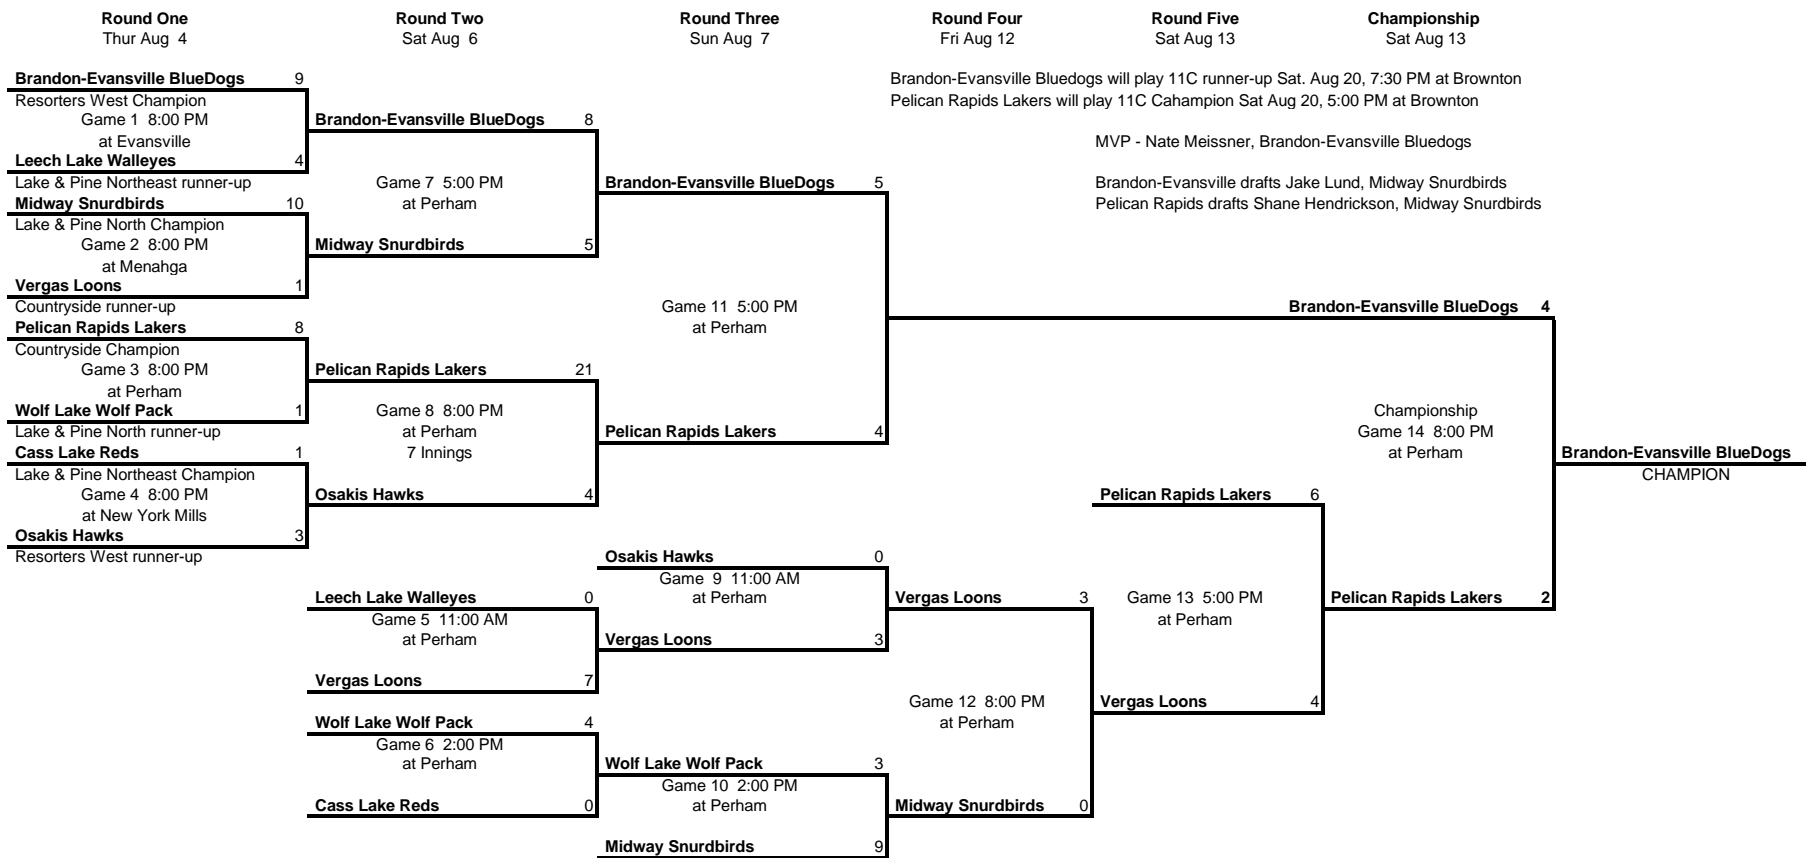 Round One
Thur Aug  4
Round Two
Sat Aug  6
Round Three
Sun Aug  7
Round Four
Fri Aug 12
Round Five
Sat Aug 13
Championship
Sat Aug 13
Brandon-Evansville Bluedogs will play 11C runner-up Sat. Aug 20, 7:30 PM at Brownton
Pelican Rapids Lakers will play 11C Cahampion Sat Aug 20, 5:00 PM at Brownton
MVP - Nate Meissner, Brandon-Evansville Bluedogs
Brandon-Evansville drafts Jake Lund, Midway Snurdbirds
Pelican Rapids drafts Shane Hendrickson, Midway Snurdbirds
Brandon-Evansville BlueDogs 9
Resorters West Champion
Game 1  8:00 PM
at Evansville
Leech Lake Walleyes 4
Lake & Pine Northeast runner-up
Midway Snurdbirds 10
Lake & Pine North Champion
Game 2  8:00 PM
at Menahga
Vergas Loons 1
Countryside runner-up
Pelican Rapids Lakers 8
Countryside Champion
Game 3  8:00 PM
at Perham
Wolf Lake Wolf Pack 1
Lake & Pine North runner-up
Cass Lake Reds 1
Lake & Pine Northeast Champion
Game 4  8:00 PM
at New York Mills
Osakis Hawks 3
Resorters West runner-up
Brandon-Evansville BlueDogs 8
Game 7  5:00 PM
at Perham
Midway Snurdbirds 5
Pelican Rapids Lakers 21
Game 8  8:00 PM
at Perham
7 Innings
Osakis Hawks 4
Leech Lake Walleyes 0
Game 5  11:00 AM
at Perham
Vergas Loons 7
Wolf Lake Wolf Pack 4
Game 6  2:00 PM
at Perham
Cass Lake Reds 0
Brandon-Evansville BlueDogs 5
Game 11  5:00 PM
at Perham
Pelican Rapids Lakers 4
Osakis Hawks 0
Game  9  11:00 AM
at Perham
Vergas Loons 3
Wolf Lake Wolf Pack 3
Game 10  2:00 PM
at Perham
Midway Snurdbirds 9
Vergas Loons 3
Game 12  8:00 PM
at Perham
Midway Snurdbirds 0
Pelican Rapids Lakers 6
Game 13  5:00 PM
at Perham
Vergas Loons 4
Brandon-Evansville BlueDogs 4
Championship
Game 14  8:00 PM
at Perham
Pelican Rapids Lakers 2
Brandon-Evansville BlueDogs
CHAMPION